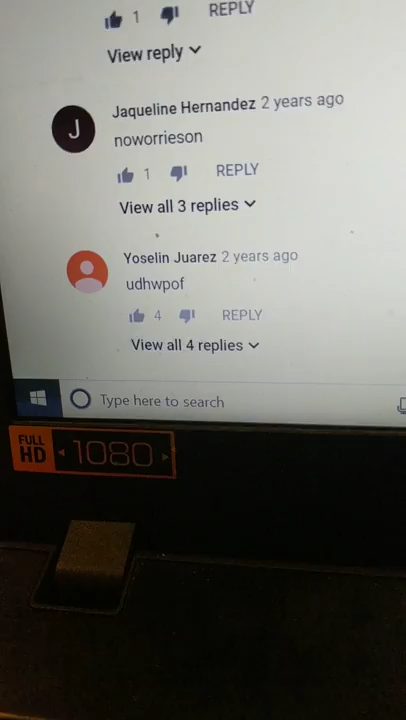 1 REPLY
View reply
J
Jaqueline Hernandez 2 years ago
noworrieson
1 REPLY
View all 3 replies
Yoselin Juarez 2 years ago
udhwpof
4 REPLY
View all 4 replies
Type here to search
FULL HD 1080